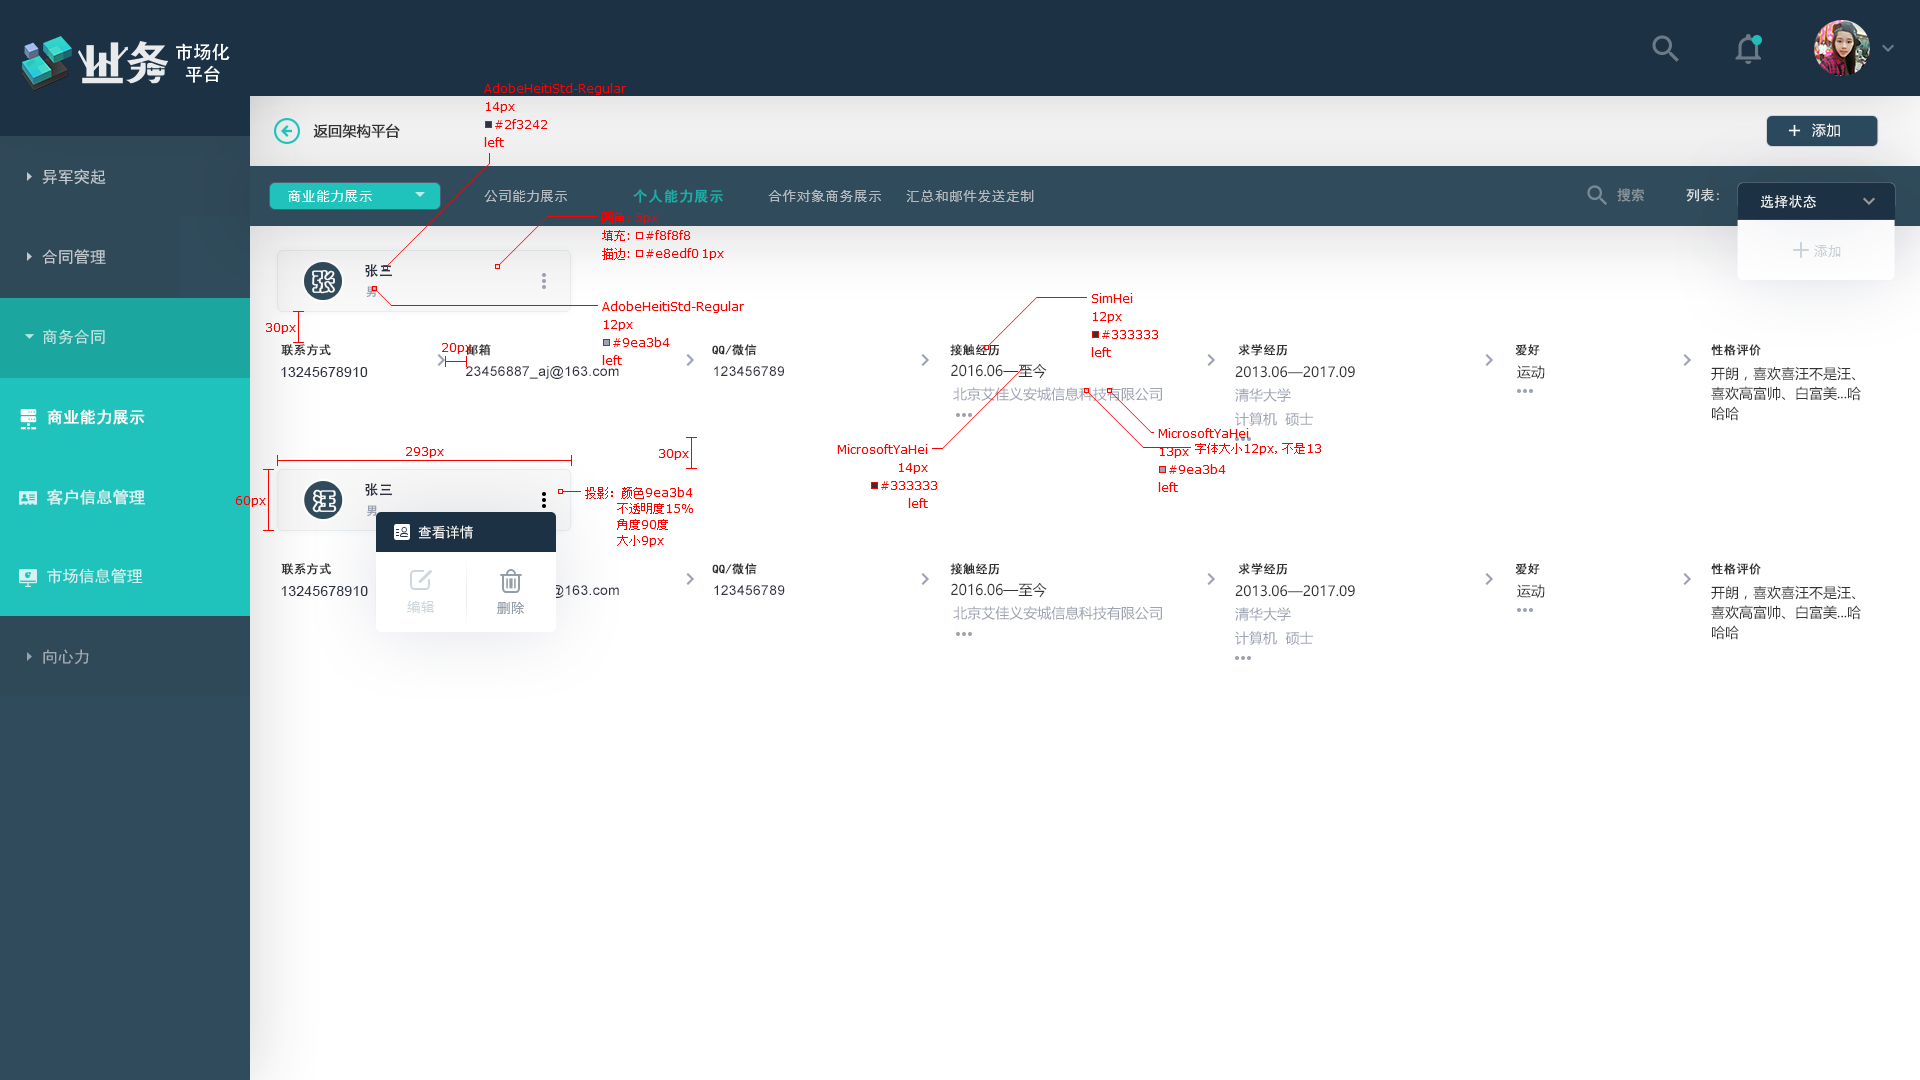 业务 市场化
平台
AdobeHeitiStd-Regular
14px
#2f3242
left
返回架构平台
+ 添加
异军突起
合同管理
商务合同
商业能力展示
客户信息管理
市场信息管理
向心力
商业能力展示
公司能力展示
个人能力展示
合作对象商务展示
汇总和邮件发送定制
搜索
列表：
选择状态
添加
填充: #f8f8f8
描边: #e8edf0 1px
张
张三
男
AdobeHeitiStd-Regular
12px
#9ea3b4
left
30px
20px
SimHei
12px
#333333
left
联系方式
13245678910
邮箱
23456887_aj@163.com
QQ/微信
123456789
接触经历
2016.06—至今
北京艾佳义安城信息科技有限公司
求学经历
2013.06—2017.09
清华大学
计算机 硕士
爱好
运动
性格评价
开朗，喜欢喜汪不是汪、
喜欢高富帅、白富美...哈
哈哈
MicrosoftYaHei
14px
#333333
left
MicrosoftYaHei
13px 字体大小12px, 不是13
#9ea3b4
left
293px
30px
60px
汪
张三
男
投影: 颜色9ea3b4
不透明度15%
角度90度
大小9px
查看详情
编辑
删除
联系方式
13245678910
@163.com
QQ/微信
123456789
接触经历
2016.06—至今
北京艾佳义安城信息科技有限公司
求学经历
2013.06—2017.09
清华大学
计算机 硕士
爱好
运动
性格评价
开朗，喜欢喜汪不是汪、
喜欢高富帅、白富美...哈
哈哈